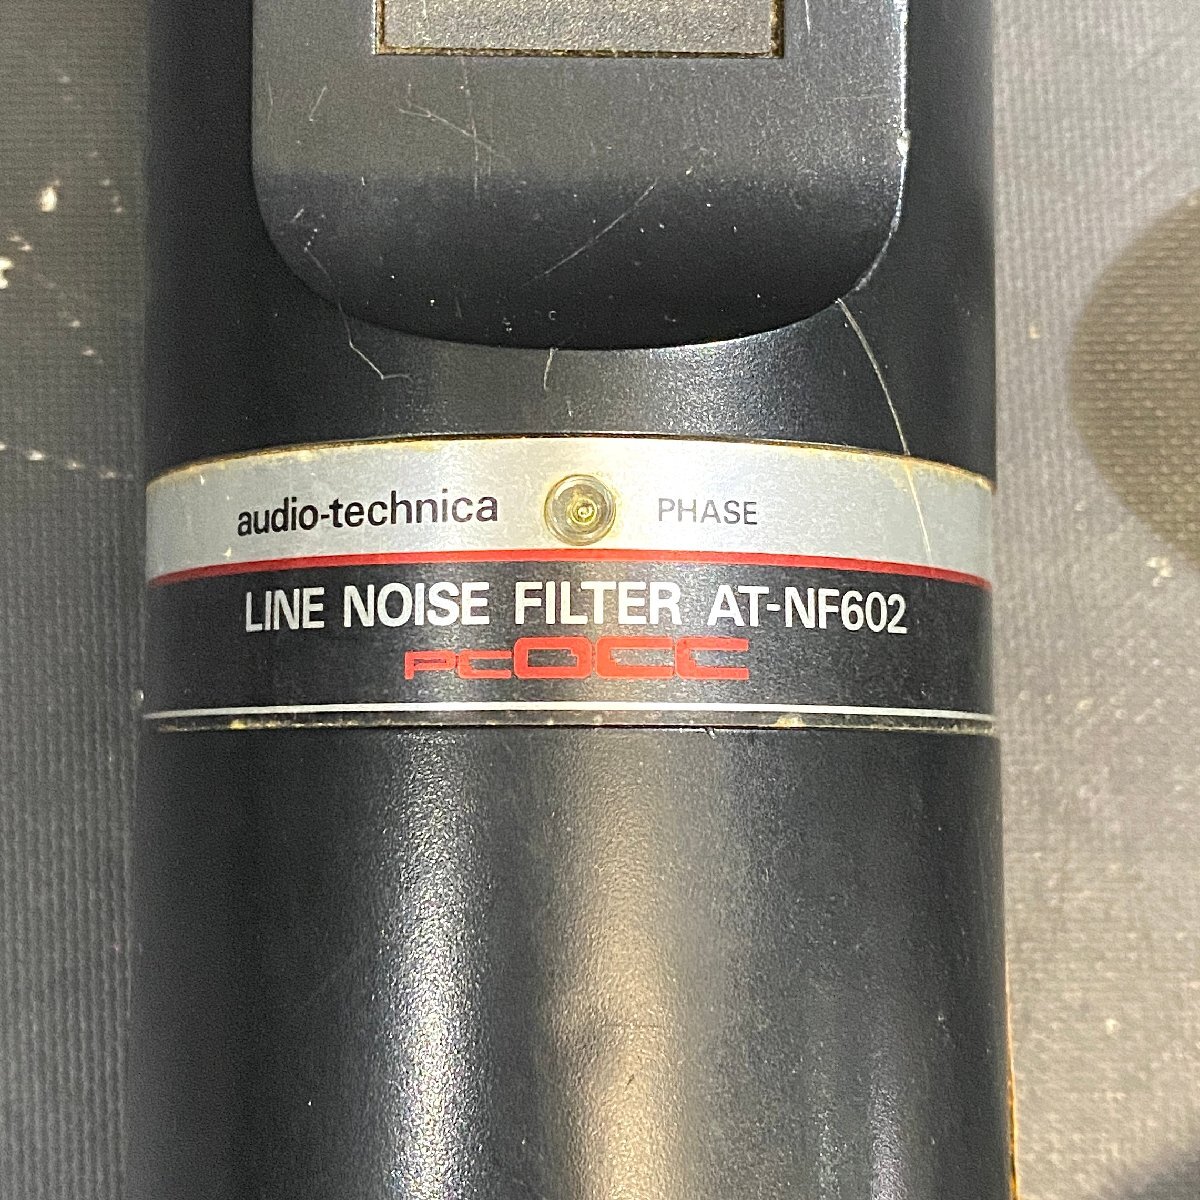 audio-technica PHASE
LINE NOISE FILTER AT-NF602
PCOCC